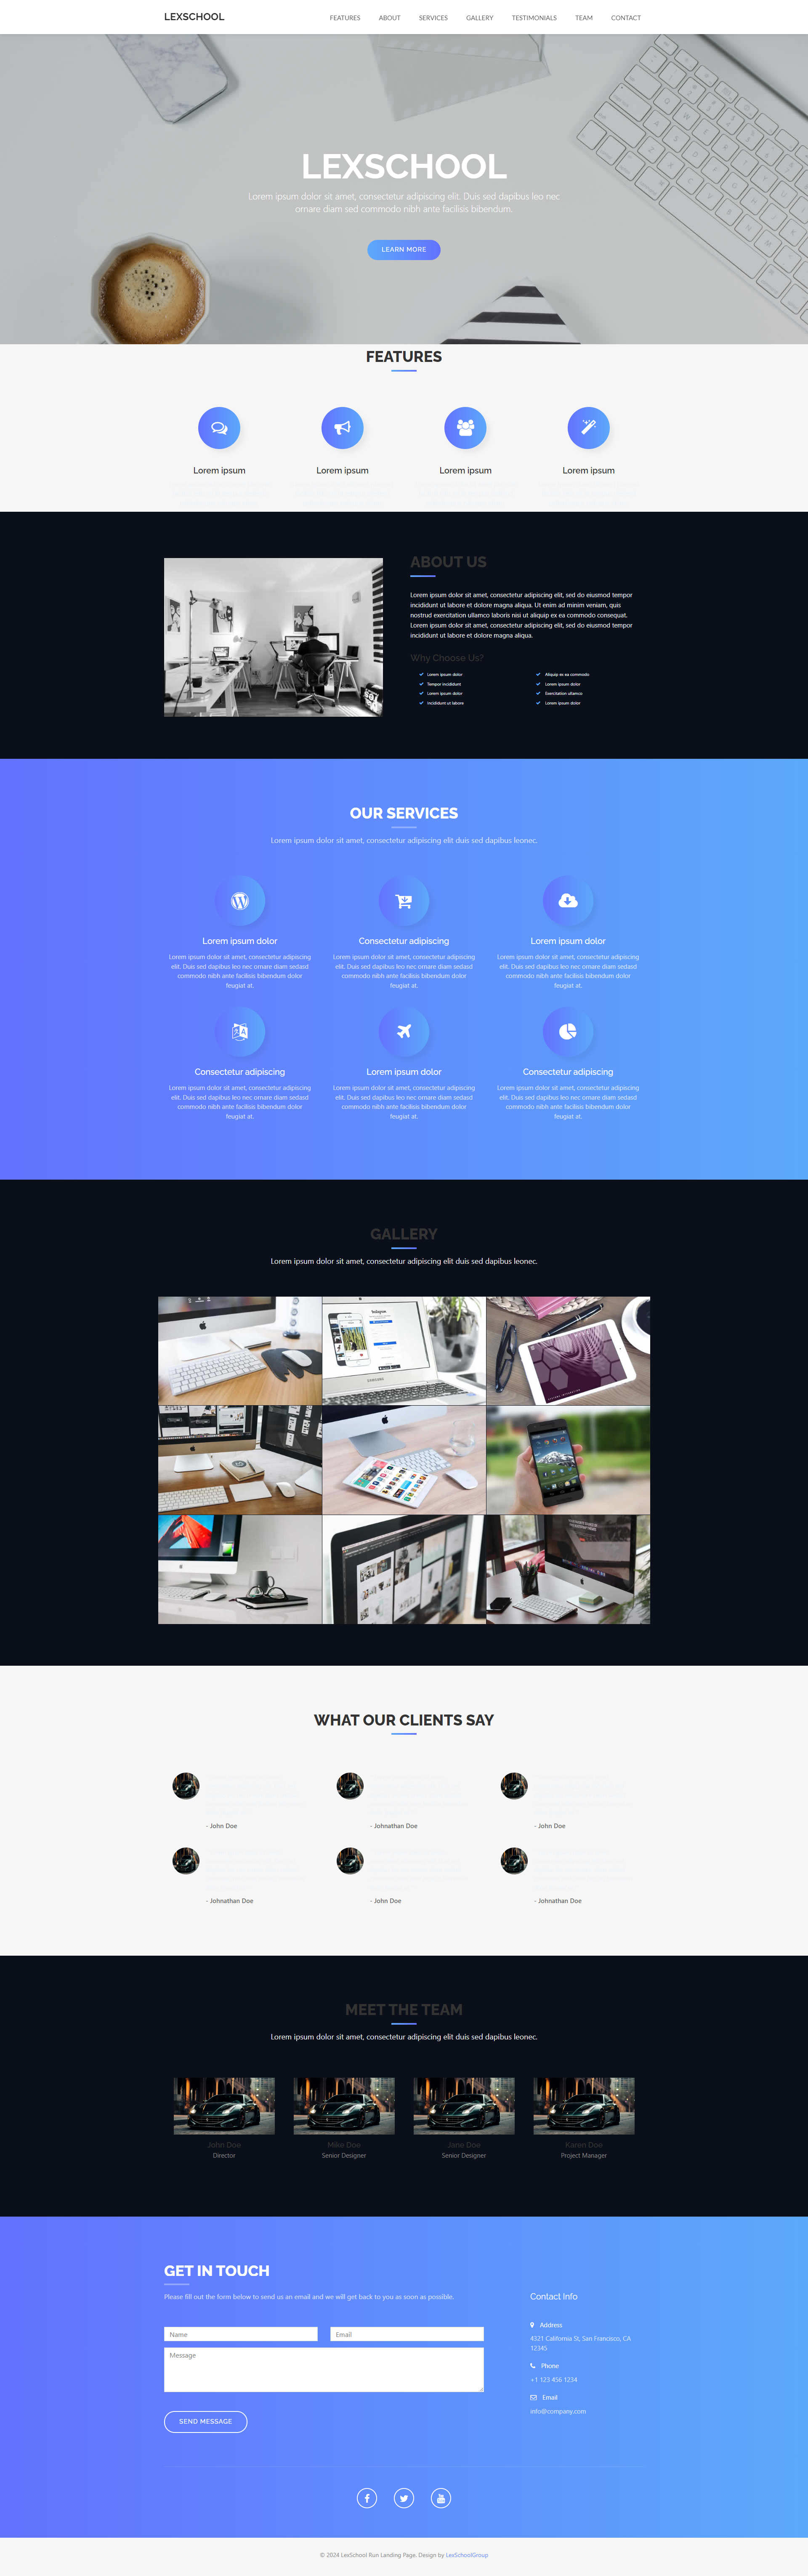 LEXSCHOOL
FEATURES ABOUT SERVICES GALLERY TESTIMONIALS TEAM CONTACT
LEXSCHOOL
Lorem ipsum dolor sit amet, consectetur adipiscing elit. Duis sed dapibus leo nec
ornare diam sed commodo nibh ante facilisis bibendum.
LEARN MORE
FEATURES
Lorem ipsum
Lorem ipsum
Lorem ipsum
Lorem ipsum
ABOUT US
Lorem ipsum dolor sit amet, consectetur adipiscing elit, sed do eiusmod tempor
incididunt ut labore et dolore magna aliqua. Ut enim ad minim veniam, quis
nostrud exercitation ullamco laboris nisi ut aliquip ex ea commodo consequat.
Lorem ipsum dolor sit amet, consectetur adipiscing elit, sed do eiusmod tempor
incididunt ut labore et dolore magna aliqua.
Why Choose Us?
Lorem ipsum dolor
Tempor incididunt
Lorem ipsum dolor
Incididunt ut labore
Aliquip ex ea commodo
Lorem ipsum dolor
Exercitation ullamco
Lorem ipsum dolor
OUR SERVICES
Lorem ipsum dolor sit amet, consectetur adipiscing elit duis sed dapibus leonec.
Lorem ipsum dolor
Lorem ipsum dolor sit amet, consectetur adipiscing
elit. Duis sed dapibus leo nec ornare diam sedasd
commodo nibh ante facilisis bibendum dolor
feugiat at.
Consectetur adipiscing
Lorem ipsum dolor sit amet, consectetur adipiscing
elit. Duis sed dapibus leo nec ornare diam sedasd
commodo nibh ante facilisis bibendum dolor
feugiat at.
Lorem ipsum dolor
Lorem ipsum dolor sit amet, consectetur adipiscing
elit. Duis sed dapibus leo nec ornare diam sedasd
commodo nibh ante facilisis bibendum dolor
feugiat at.
Consectetur adipiscing
Lorem ipsum dolor sit amet, consectetur adipiscing
elit. Duis sed dapibus leo nec ornare diam sedasd
commodo nibh ante facilisis bibendum dolor
feugiat at.
Lorem ipsum dolor
Lorem ipsum dolor sit amet, consectetur adipiscing
elit. Duis sed dapibus leo nec ornare diam sedasd
commodo nibh ante facilisis bibendum dolor
feugiat at.
Consectetur adipiscing
Lorem ipsum dolor sit amet, consectetur adipiscing
elit. Duis sed dapibus leo nec ornare diam sedasd
commodo nibh ante facilisis bibendum dolor
feugiat at.
GALLERY
Lorem ipsum dolor sit amet, consectetur adipiscing elit duis sed dapibus leonec.
WHAT OUR CLIENTS SAY
- John Doe
- Johnathan Doe
- John Doe
- Johnathan Doe
- John Doe
- Johnathan Doe
MEET THE TEAM
Lorem ipsum dolor sit amet, consectetur adipiscing elit duis sed dapibus leonec.
John Doe
Director
Mike Doe
Senior Designer
Jane Doe
Senior Designer
Karen Doe
Project Manager
GET IN TOUCH
Please fill out the form below to send us an email and we will get back to you as soon as possible.
Name
Email
Message
SEND MESSAGE
Contact Info
Address
4321 California St, San Francisco, CA
12345
Phone
+1 123 456 1234
Email
info@company.com
© 2024 LexSchool Run Landing Page. Design by LexSchoolGroup